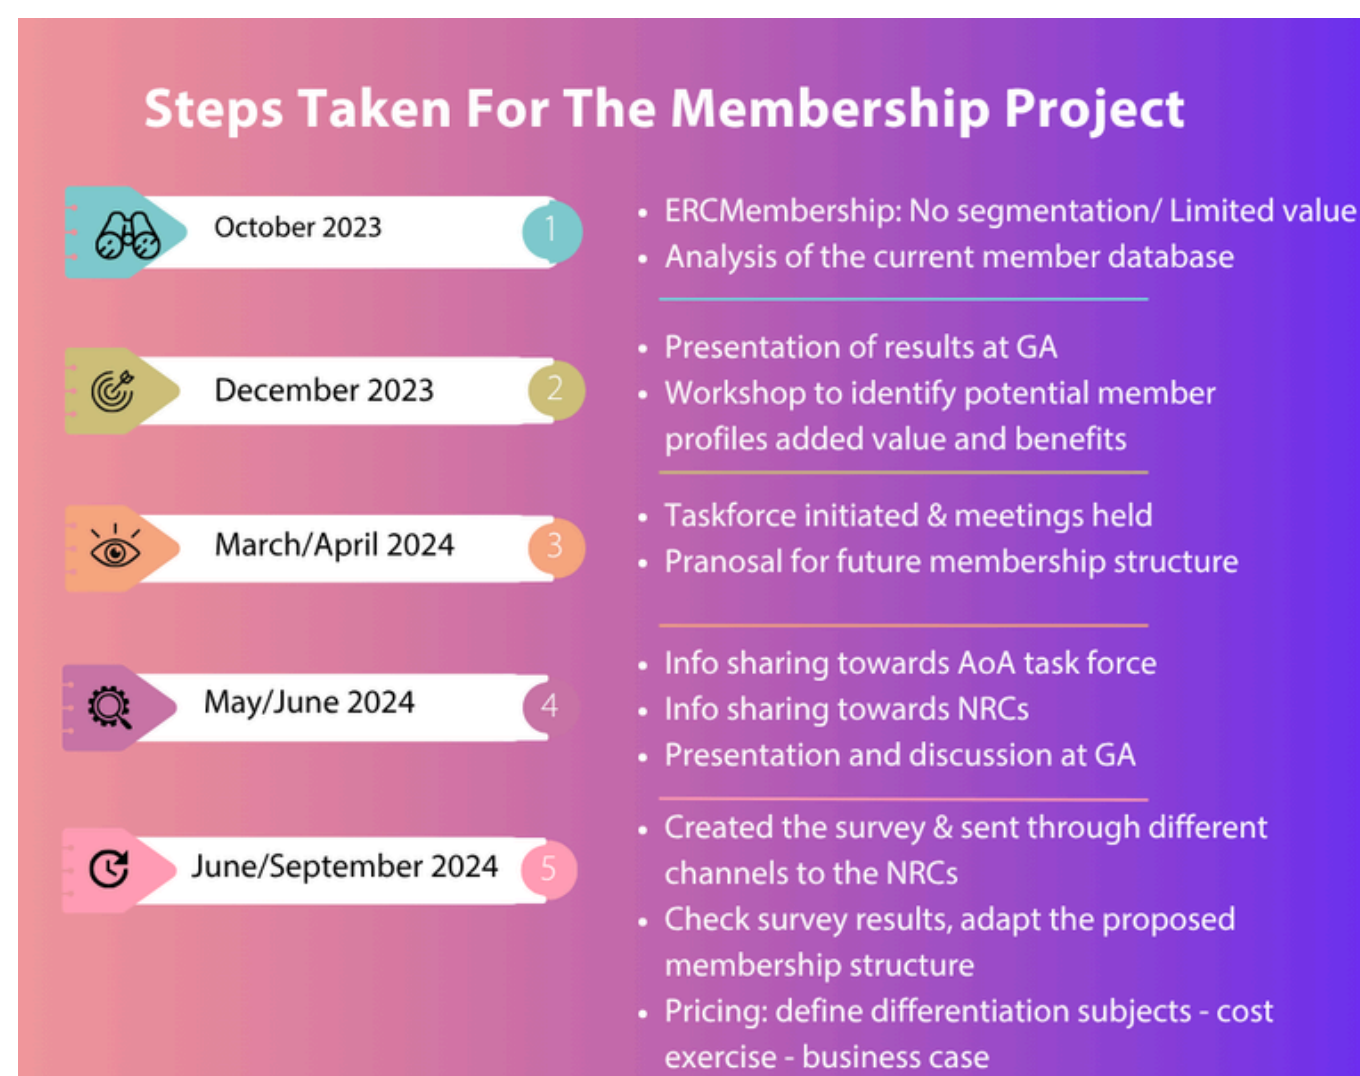 Steps Taken For The Membership Project
October 2023
1
• ERCMembership: No segmentation/ Limited value
• Analysis of the current member database
December 2023
2
• Presentation of results at GA
• Workshop to identify potential member
profiles added value and benefits
March/April 2024
3
• Taskforce initiated & meetings held
• Pranosal for future membership structure
May/June 2024
4
• Info sharing towards AoA task force
• Info sharing towards NRCs
• Presentation and discussion at GA
June/September 2024
5
• Created the survey & sent through different
channels to the NRCs
• Check survey results, adapt the proposed
membership structure
• Pricing: define differentiation subjects - cost
exercise - business case